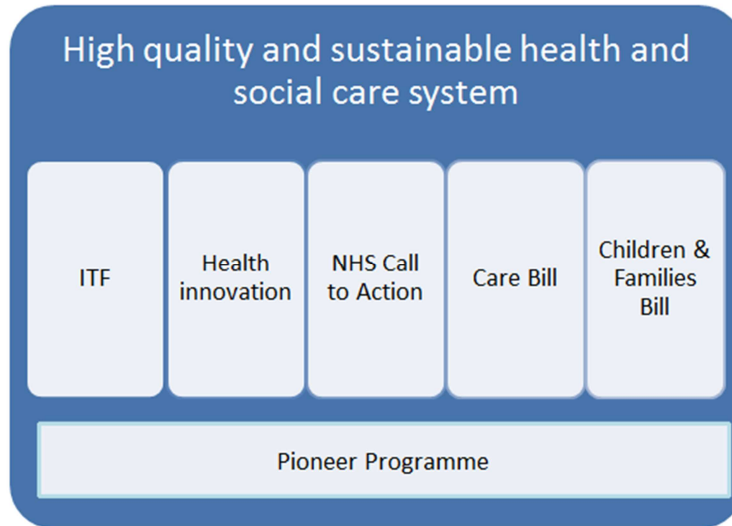 High quality and sustainable health and
social care system
ITF
Health
innovation
NHS Call
to Action
Care Bill
Children &
Families
Bill
Pioneer Programme